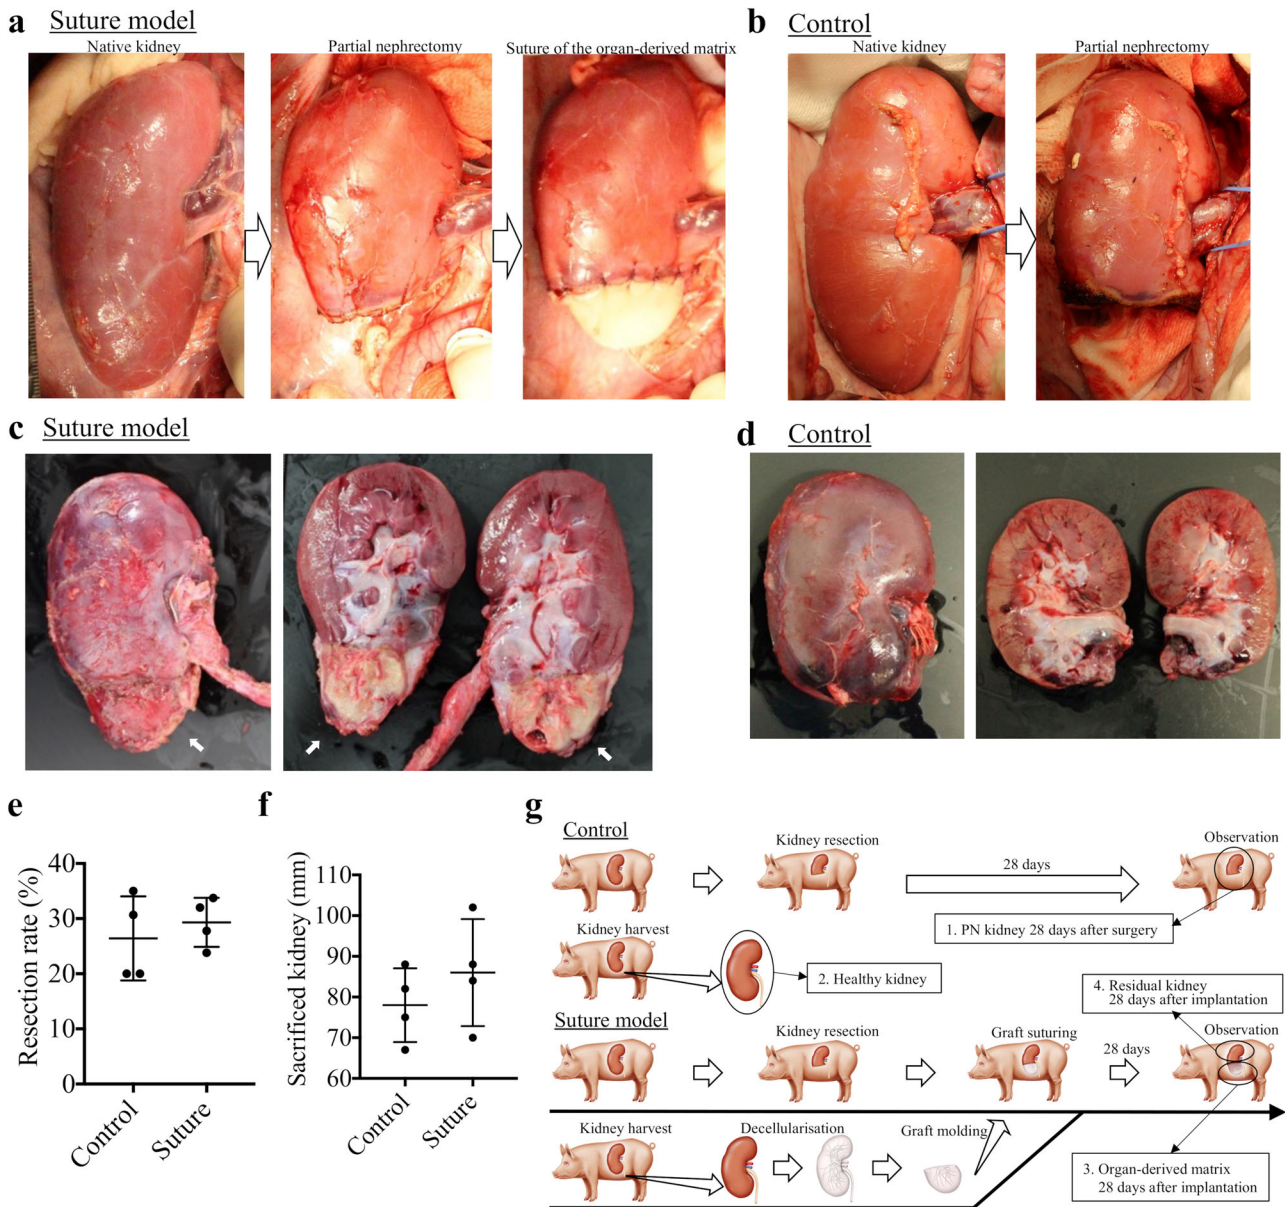 a Suture model
Native kidney
Partial nephrectomy
Suture of the organ-derived matrix
b Control
Native kidney
Partial nephrectomy
c Suture model
d Control
e
Resection rate (%)
40
30
20
10
0
Control
Suture
f
Sacrificed kidney (mm)
110
100
90
80
70
60
Control
Suture
g
Control
Kidney resection
28 days
Observation
1. PN kidney 28 days after surgery
Kidney harvest
2. Healthy kidney
4. Residual kidney
28 days after implantation
Suture model
Kidney resection
Graft suturing
28 days
Observation
Kidney harvest
Decellularisation
Graft molding
3. Organ-derived matrix
28 days after implantation